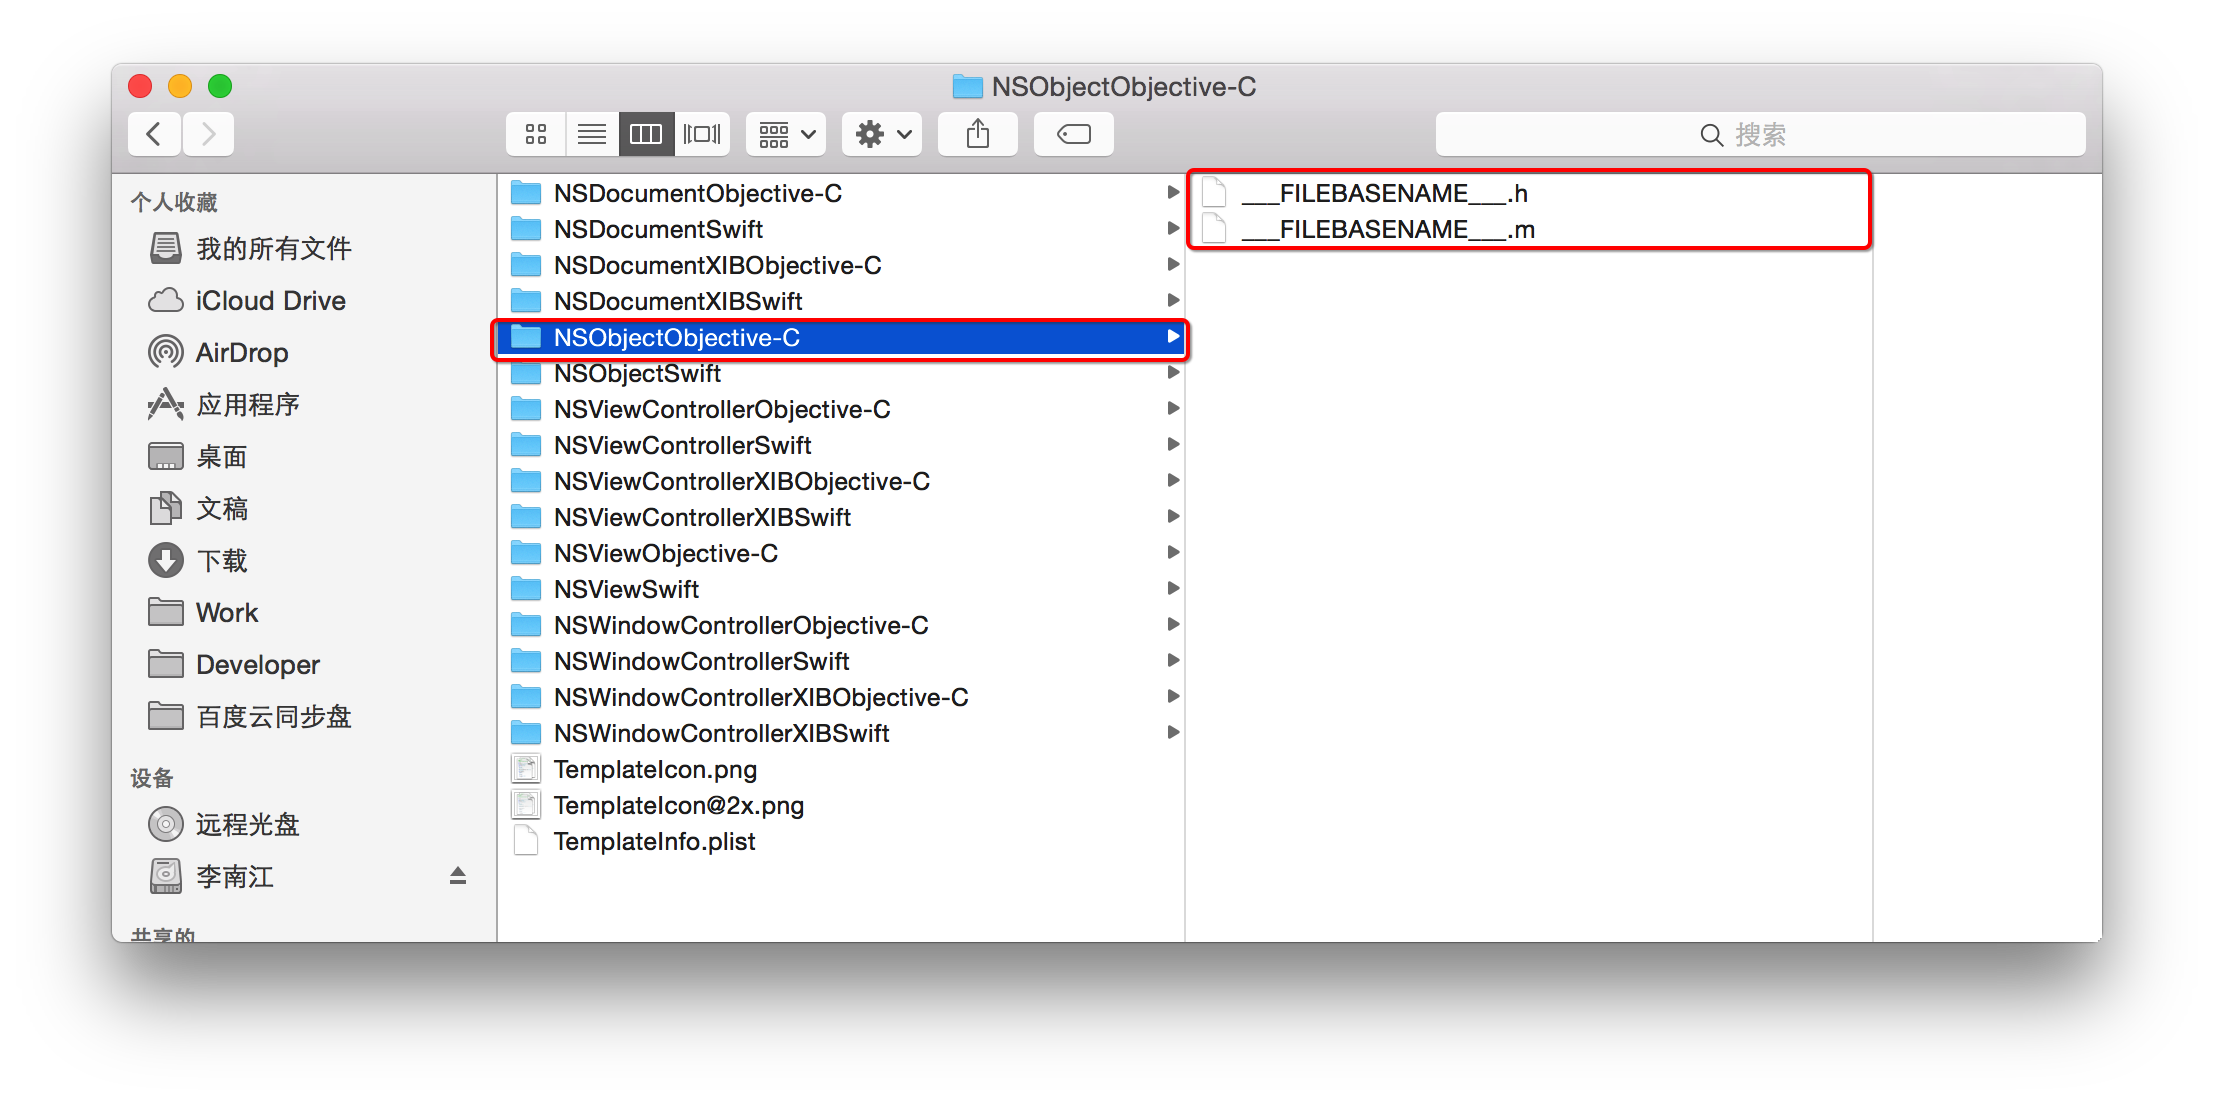 NSObjectObjective-C
搜索
个人收藏
我的所有文件
iCloud Drive
AirDrop
应用程序
桌面
文稿
下载
Work
Developer
百度云同步盘
设备
远程光盘
李南江
共享的
NSDocumentObjective-C
NSDocumentSwift
NSDocumentXIBObjective-C
NSDocumentXIBSwift
NSObjectObjective-C
NSObjectSwift
NSViewControllerObjective-C
NSViewControllerSwift
NSViewControllerXIBObjective-C
NSViewControllerXIBSwift
NSViewObjective-C
NSViewSwift
NSWindowControllerObjective-C
NSWindowControllerSwift
NSWindowControllerXIBObjective-C
NSWindowControllerXIBSwift
TemplateIcon.png
TemplateIcon@2x.png
TemplateInfo.plist
___FILEBASENAME___.h
___FILEBASENAME___.m